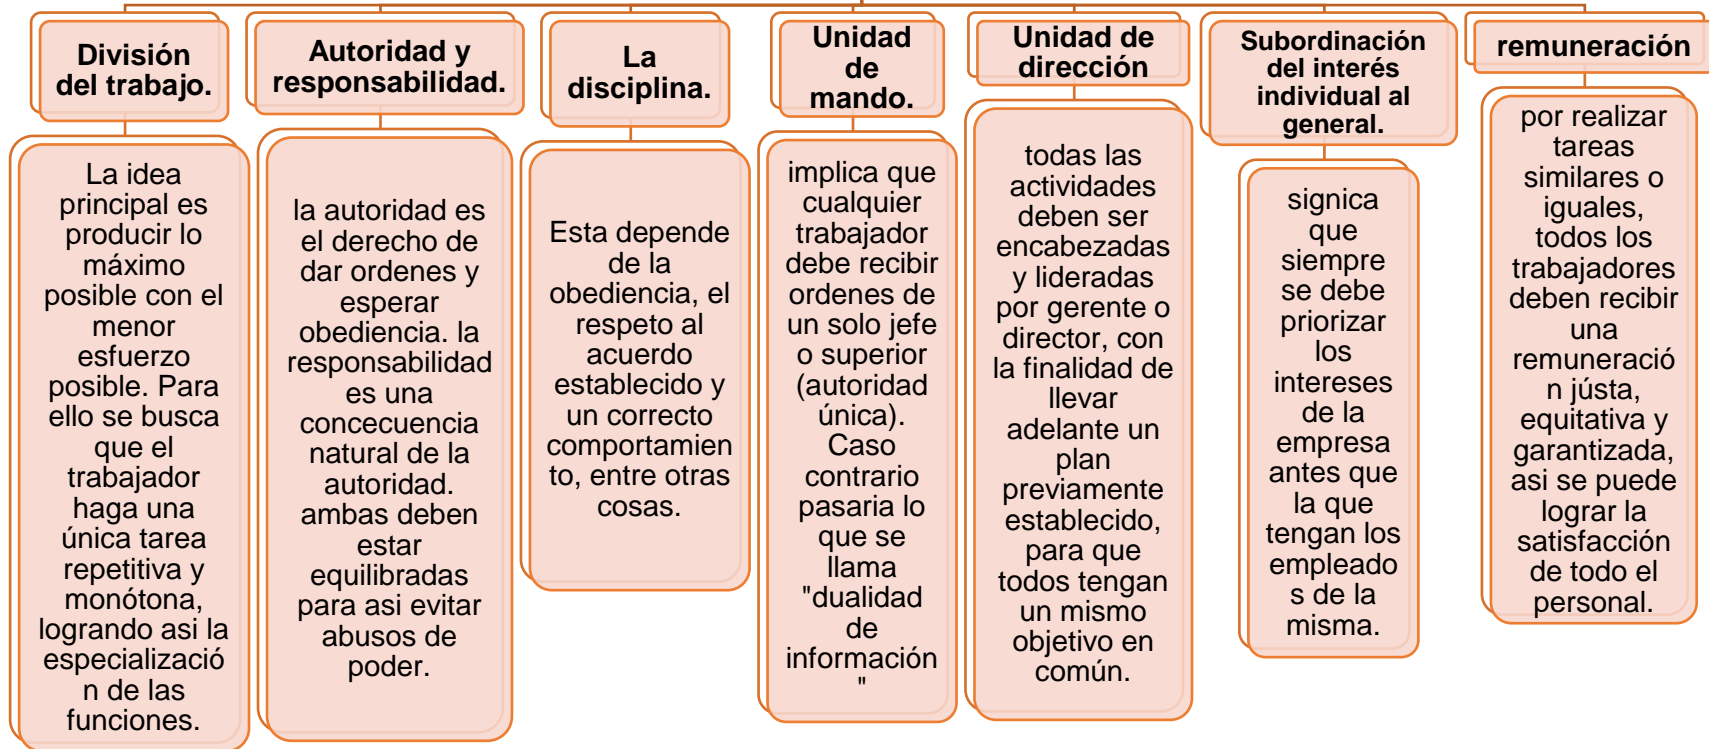 División
del trabajo.
La idea
principal es
producir lo
máximo
posible con el
menor
esfuerzo
posible. Para
ello se busca
que el
trabajador
haga una
única tarea
repetitiva y
monótona,
logrando asi la
especializació
n de las
funciones.
Autoridad y
responsabilidad.
la autoridad es
el derecho de
dar ordenes y
esperar
obediencia. la
responsabilidad
es una
concecuencia
natural de la
autoridad.
ambas deben
estar
equilibradas
para asi evitar
abusos de
poder.
La
disciplina.
Esta depende
de la
obediencia, el
respeto al
acuerdo
establecido y
un correcto
comportamien
to, entre otras
cosas.
Unidad
de
mando.
implica que
cualquier
trabajador
debe recibir
ordenes de
un solo jefe
o superior
(autoridad
única).
Caso
contrario
pasaria lo
que se
llama
"dualidad
de
información
"
Unidad de
dirección
todas las
actividades
deben ser
encabezadas
y lideradas
por gerente o
director, con
la finalidad de
llevar
adelante un
plan
previamente
establecido,
para que
todos tengan
un mismo
objetivo en
común.
Subordinación
del interés
individual al
general.
signica
que
siempre
se debe
priorizar
los
intereses
de la
empresa
antes que
la que
tengan los
empleado
s de la
misma.
remuneración
por realizar
tareas
similares o
iguales,
todos los
trabajadores
deben recibir
una
remuneració
n jústa,
equitativa y
garantizada,
asi se puede
lograr la
satisfacción
de todo el
personal.